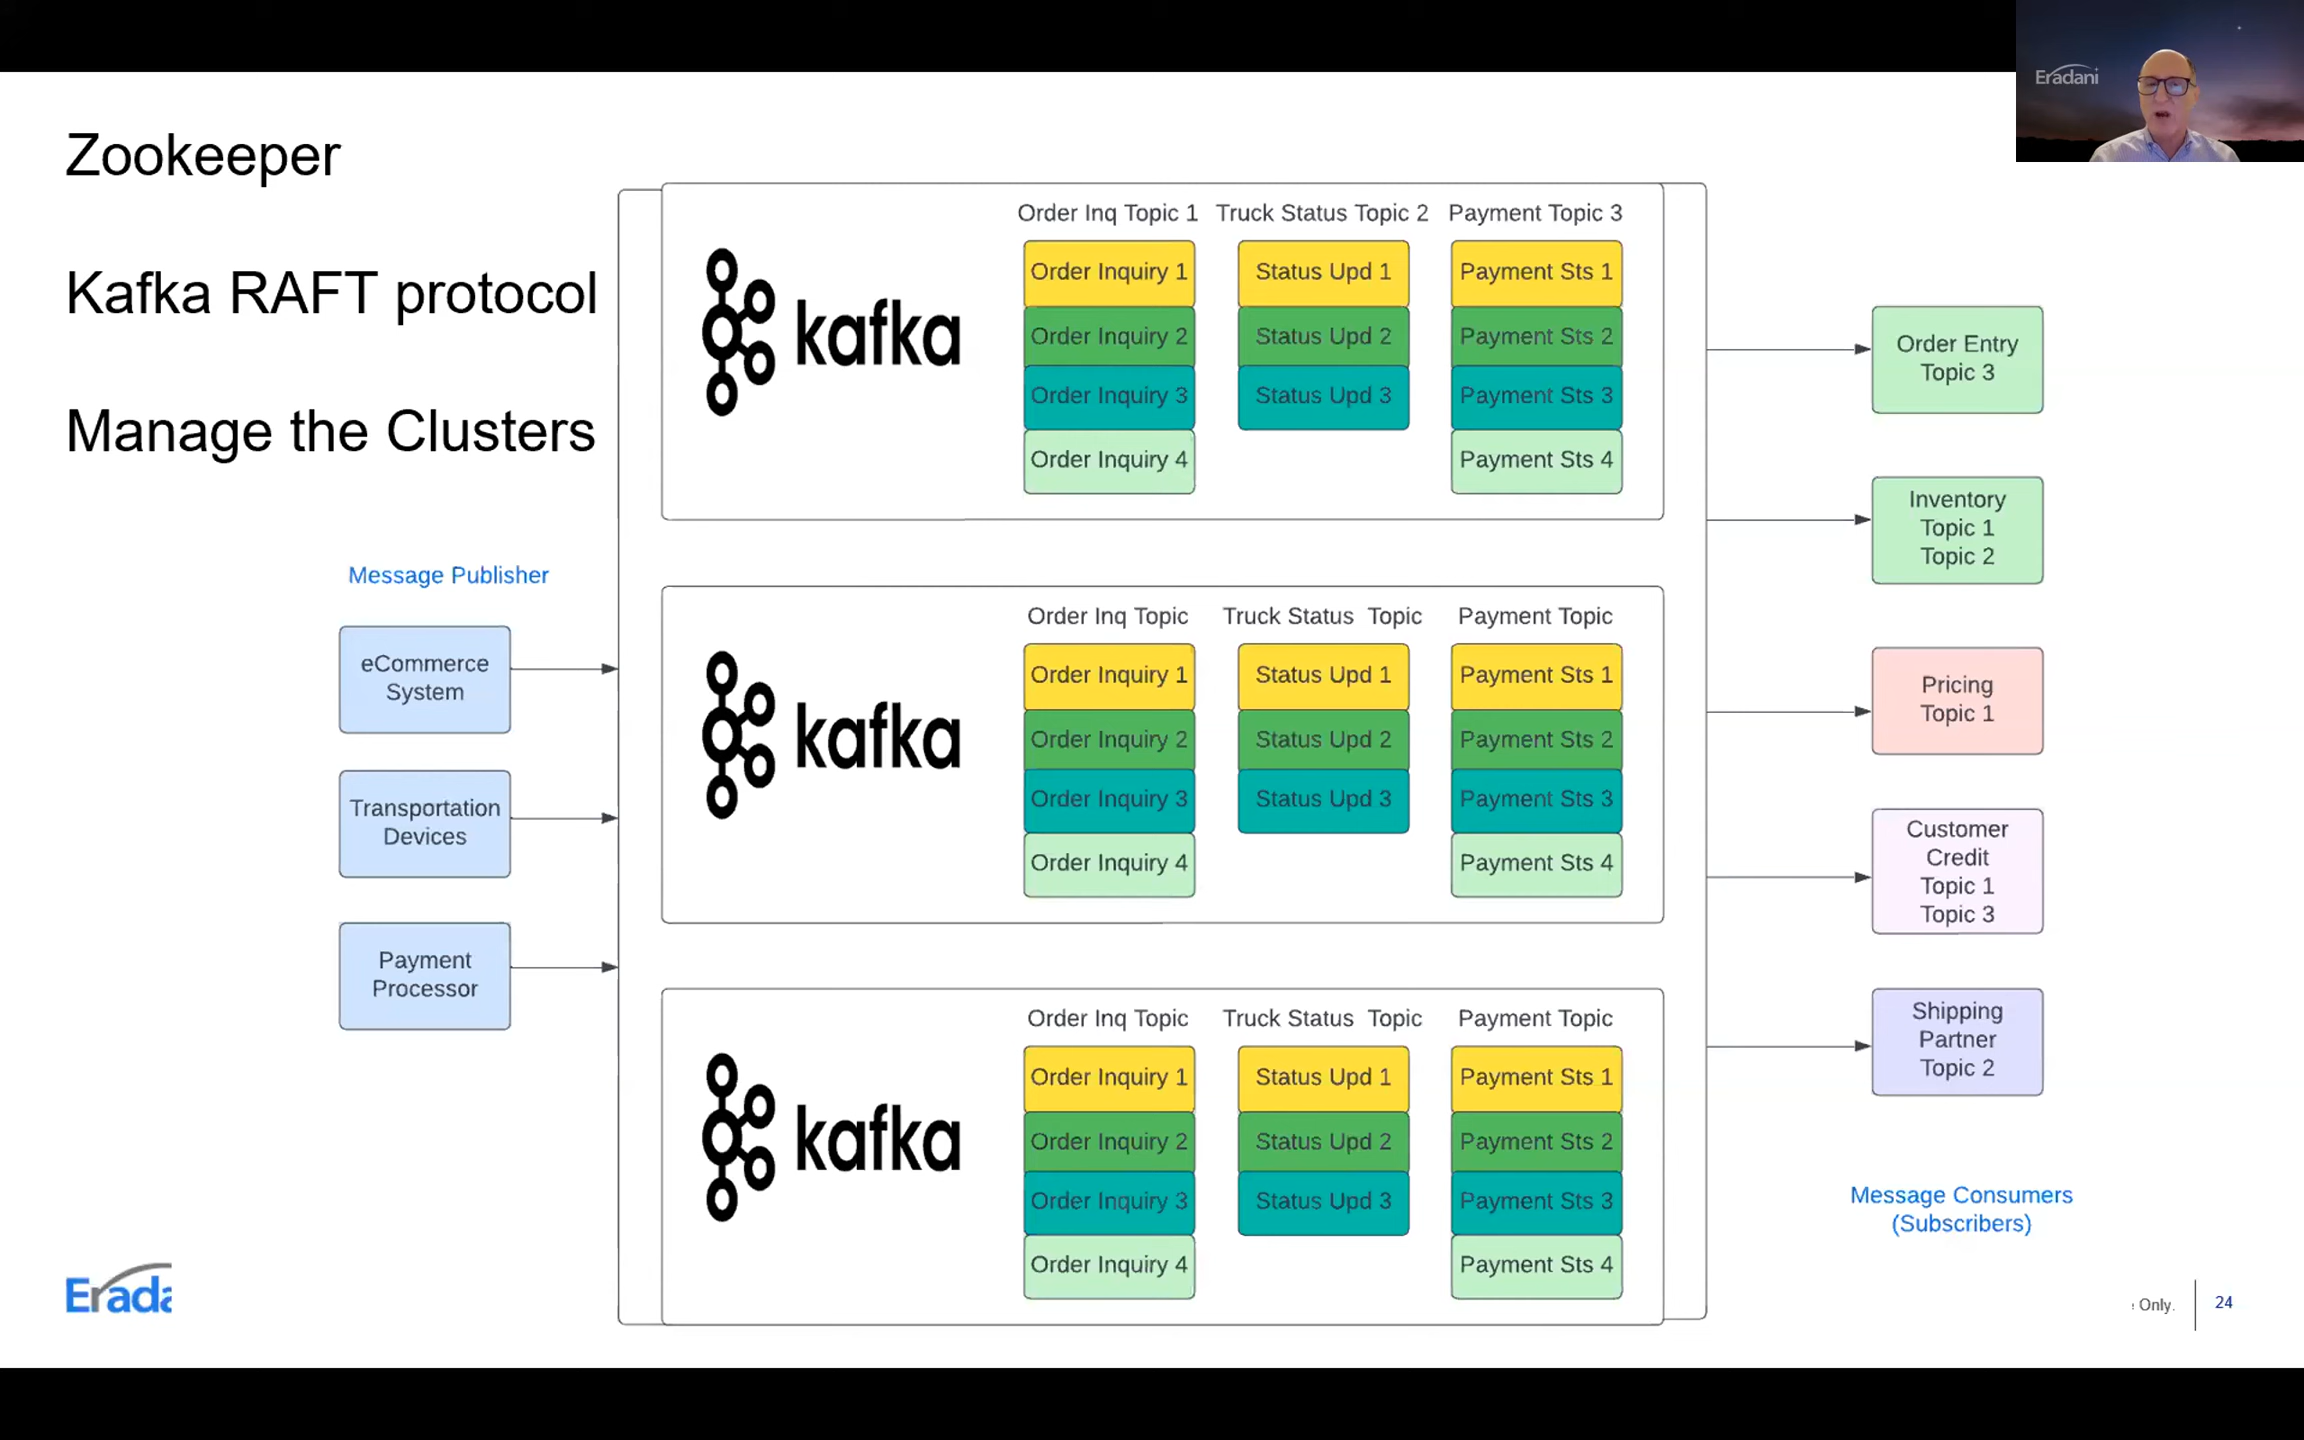 Eradani
Zookeeper
Kafka RAFT protocol
Manage the Clusters
Message Publisher
eCommerce
System
Transportation
Devices
Payment
Processor
Order Inq Topic 1 Truck Status Topic 2 Payment Topic 3
kafka
Order Inquiry 1 Status Upd 1 Payment Sts 1
Order Inquiry 2 Status Upd 2 Payment Sts 2
Order Inquiry 3 Status Upd 3 Payment Sts 3
Order Inquiry 4 Payment Sts 4
Order Inq Topic Truck Status Topic Payment Topic
kafka
Order Inquiry 1 Status Upd 1 Payment Sts 1
Order Inquiry 2 Status Upd 2 Payment Sts 2
Order Inquiry 3 Status Upd 3 Payment Sts 3
Order Inquiry 4 Payment Sts 4
Order Inq Topic Truck Status Topic Payment Topic
kafka
Order Inquiry 1 Status Upd 1 Payment Sts 1
Order Inquiry 2 Status Upd 2 Payment Sts 2
Order Inquiry 3 Status Upd 3 Payment Sts 3
Order Inquiry 4 Payment Sts 4
Order Entry
Topic 3
Inventory
Topic 1
Topic 2
Pricing
Topic 1
Customer
Credit
Topic 1
Topic 3
Shipping
Partner
Topic 2
Message Consumers
(Subscribers)
Erada
Only.
24